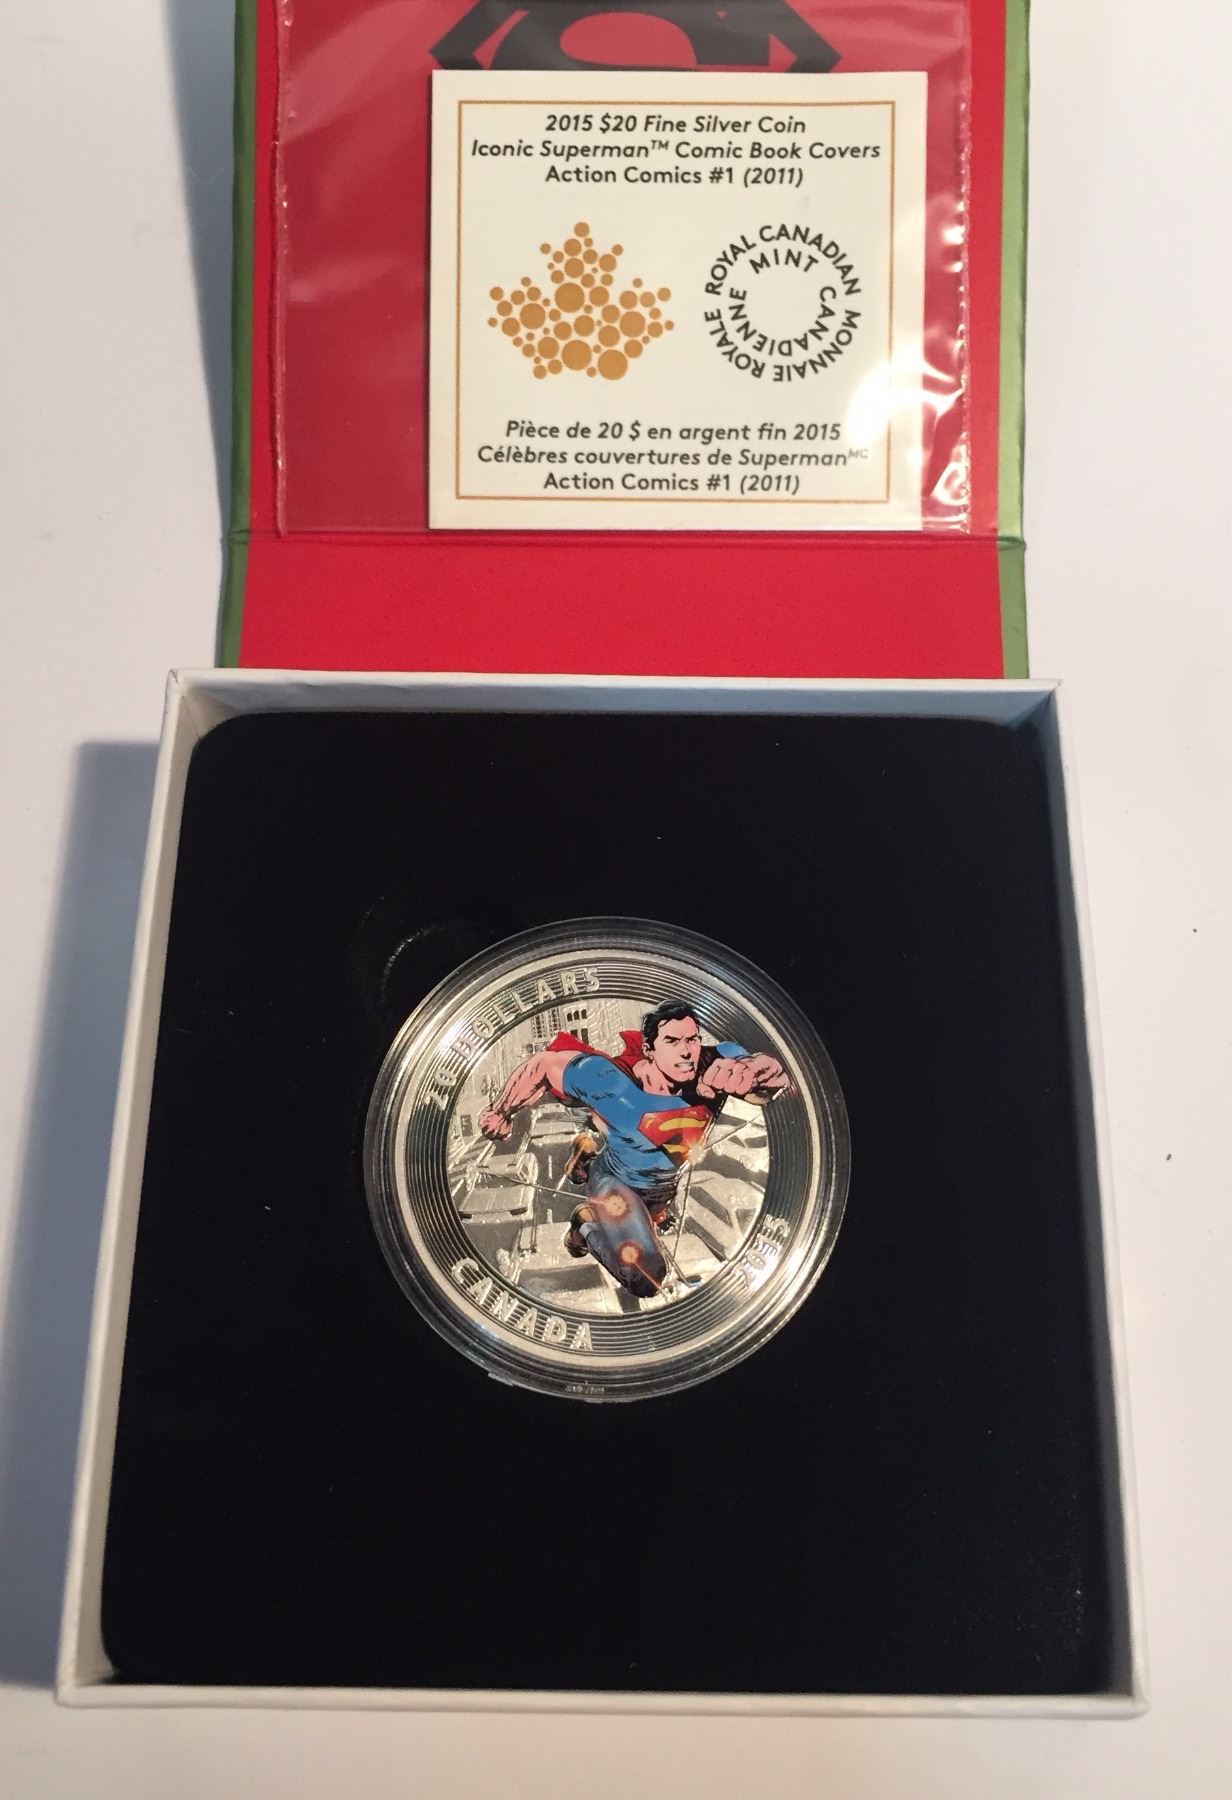 2015 $20 Fine Silver Coin
Iconic Superman™ Comic Book Covers
Action Comics #1 (2011)
ROYAL CANADIAN MINT
MONNAIE ROYALE CANADIENNE
Pièce de 20 $ en argent fin 2015
Célèbres couvertures de Superman ᴹᶜ
Action Comics #1 (2011)
20 DOLLARS
CANADA
2015